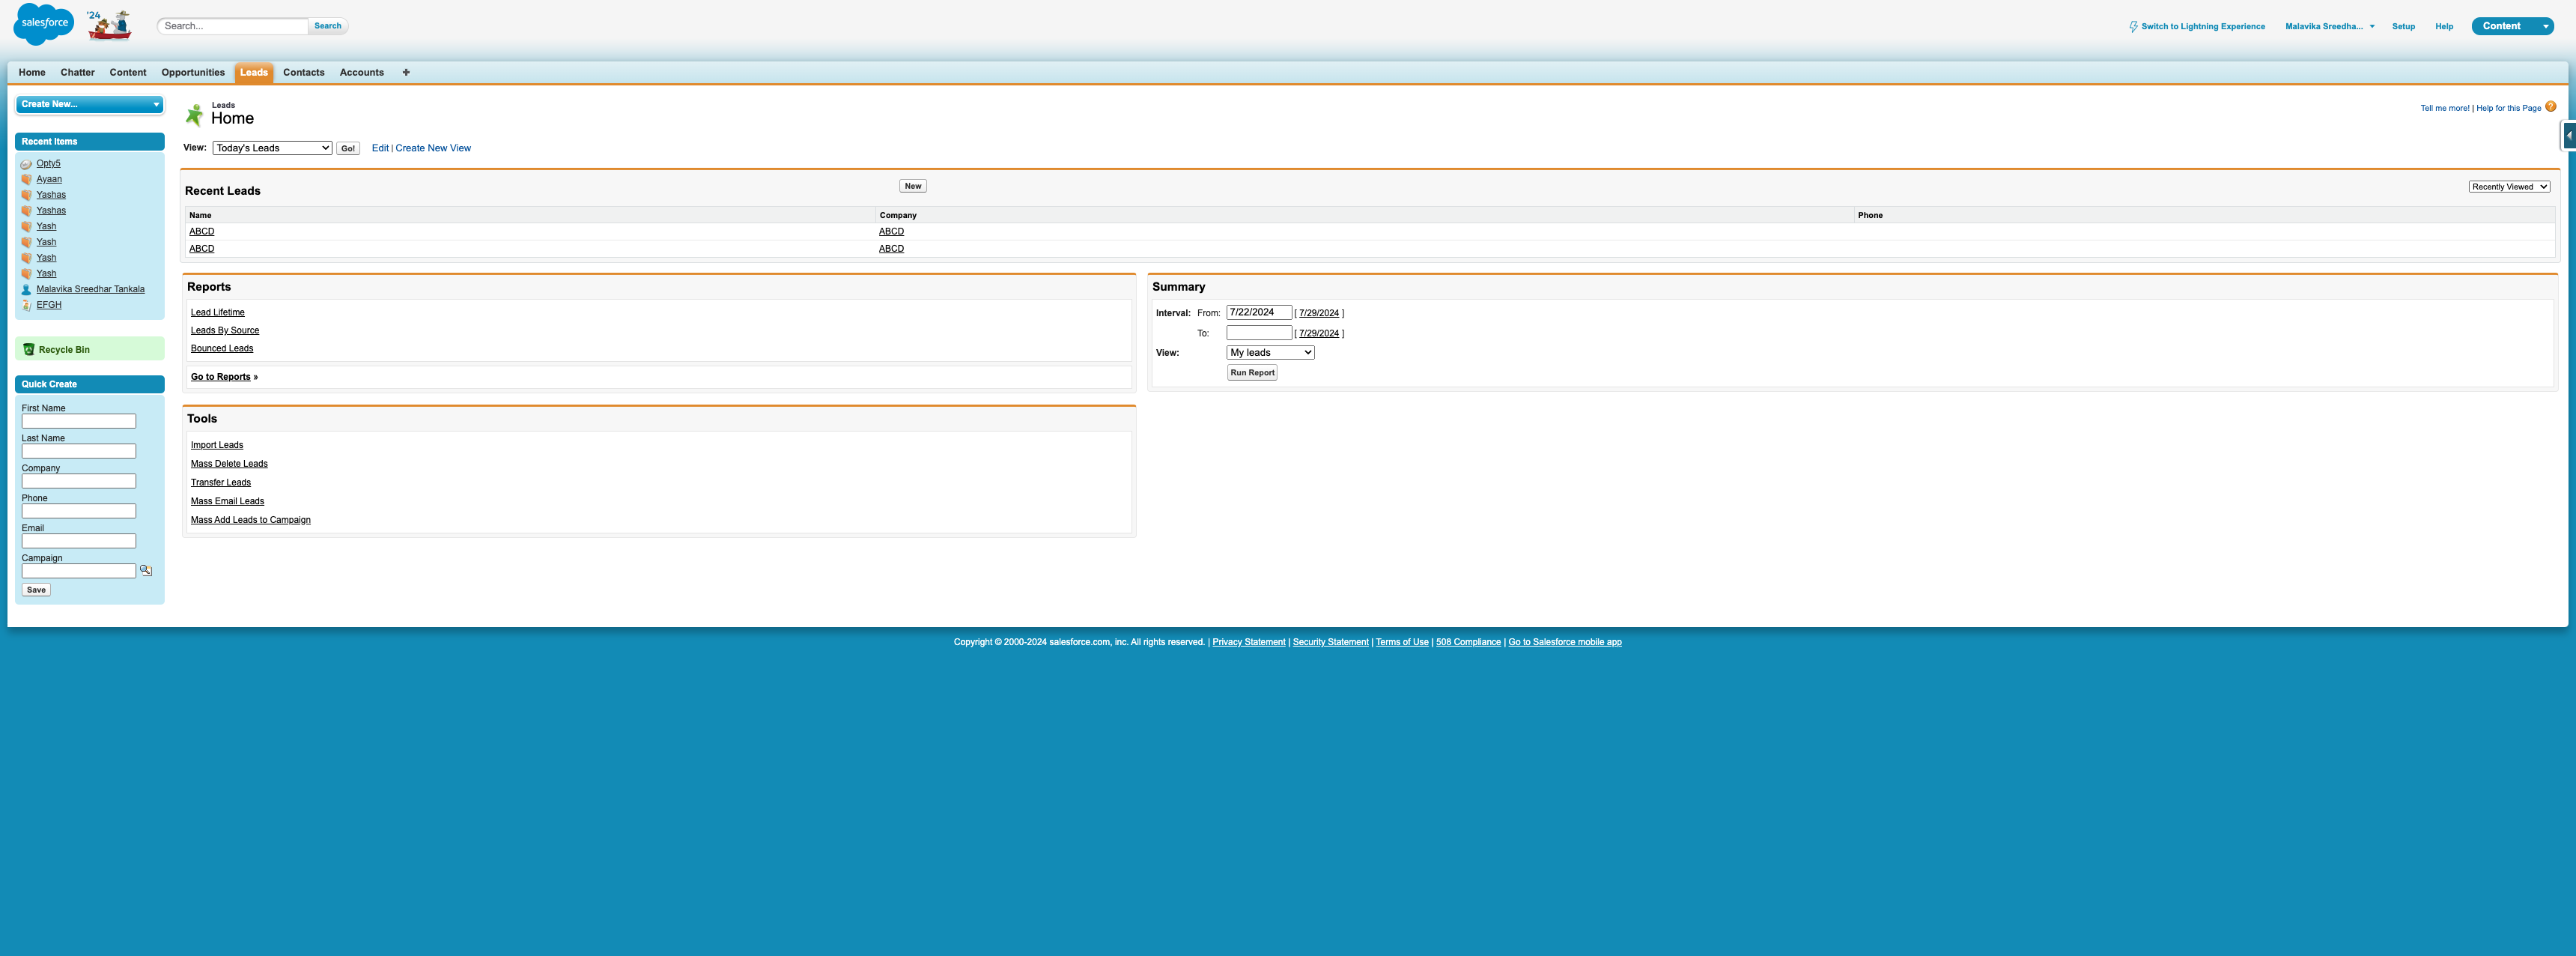 salesforce
'24
Search...
Search
Switch to Lightning Experience
Malavika Sreedha...
Setup
Help
Content
Home
Chatter
Content
Opportunities
Leads
Contacts
Accounts
+
Create New...
Recent Items
Opty5
Ayaan
Yashas
Yashas
Yash
Yash
Yash
Yash
Malavika Sreedhar Tankala
EFGH
Recycle Bin
Quick Create
First Name
Last Name
Company
Phone
Email
Campaign
Save
Leads
Home
Tell me more! | Help for this Page ?
View: Today's Leads Go! Edit | Create New View
Recent Leads
New
Recently Viewed
Name Company Phone
ABCD ABCD
ABCD ABCD
Reports
Lead Lifetime
Leads By Source
Bounced Leads
Go to Reports »
Summary
Interval: From: 7/22/2024 [ 7/29/2024 ]
To: [ 7/29/2024 ]
View: My leads
Run Report
Tools
Import Leads
Mass Delete Leads
Transfer Leads
Mass Email Leads
Mass Add Leads to Campaign
Copyright © 2000-2024 salesforce.com, inc. All rights reserved. | Privacy Statement | Security Statement | Terms of Use | 508 Compliance | Go to Salesforce mobile app